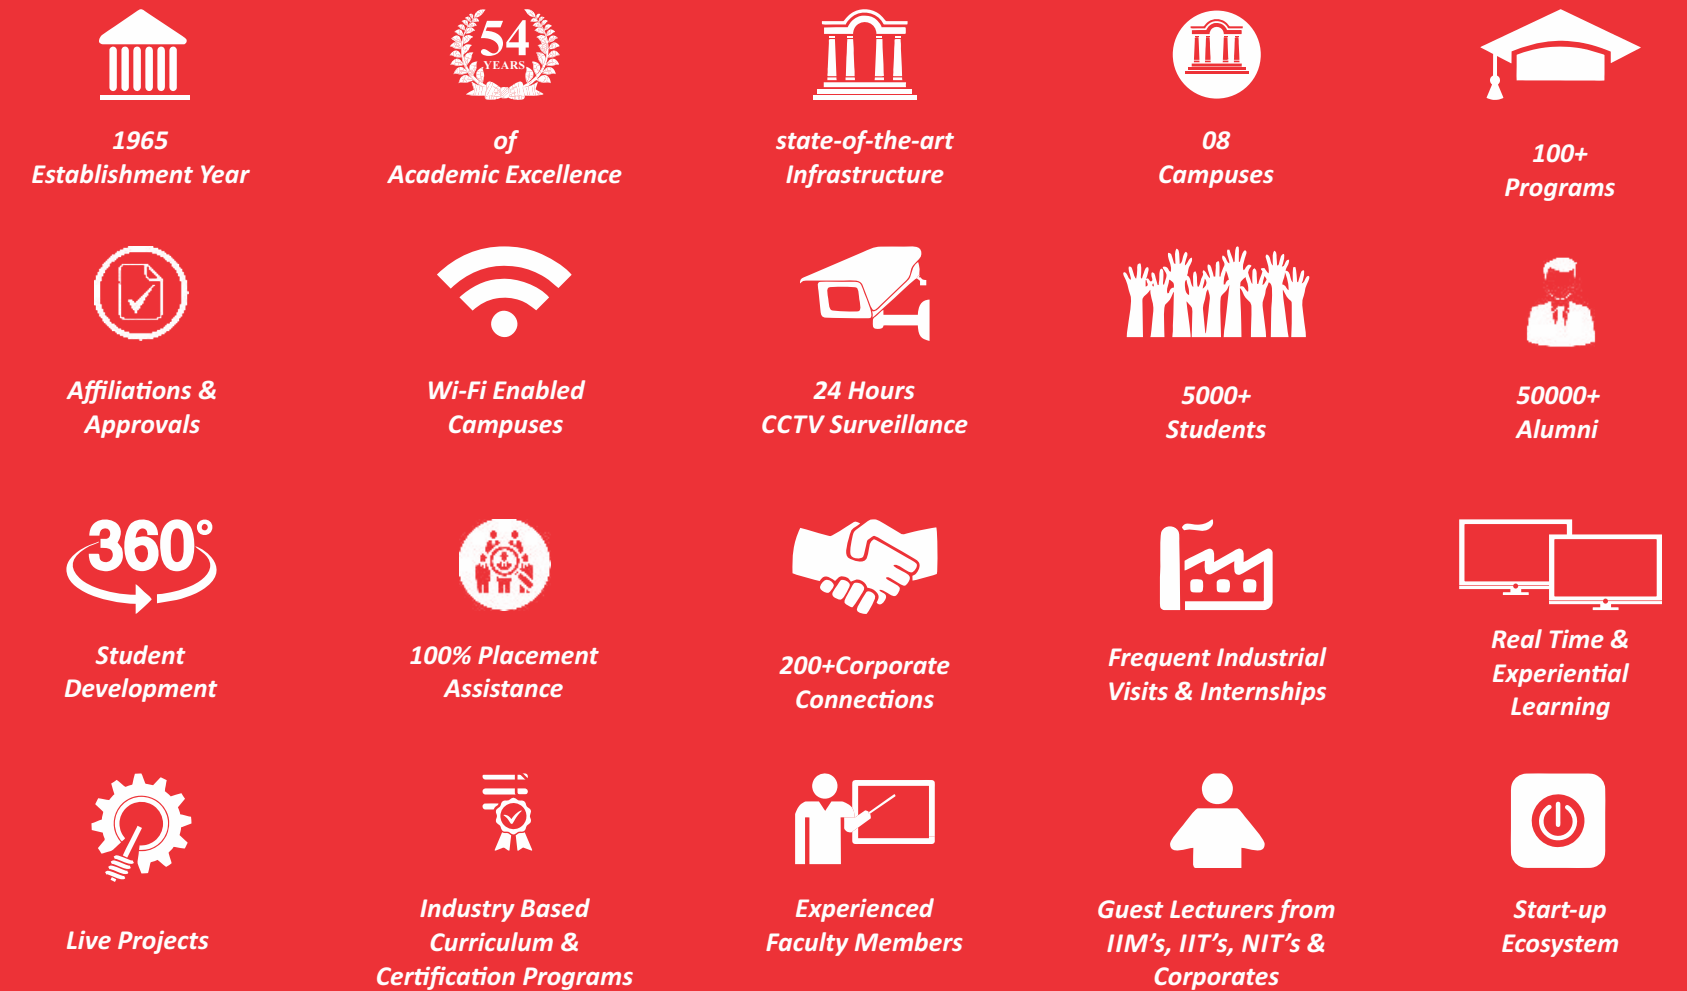 1965
Establishment Year
54
YEARS
of
Academic Excellence
state-of-the-art
Infrastructure
08
Campuses
100+
Programs
Affiliations &
Approvals
Wi-Fi Enabled
Campuses
24 Hours
CCTV Surveillance
5000+
Students
50000+
Alumni
360°
Student
Development
100% Placement
Assistance
200+Corporate
Connections
Frequent Industrial
Visits & Internships
Real Time &
Experiential
Learning
Live Projects
Industry Based
Curriculum &
Certification Programs
Experienced
Faculty Members
Guest Lecturers from
IIM's, IIT's, NIT's &
Corporates
Start-up
Ecosystem